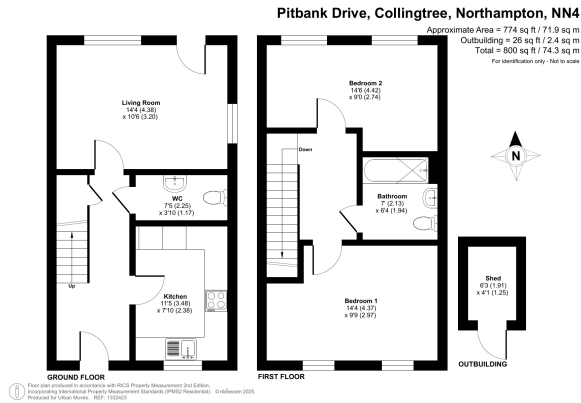 Pitbank Drive, Collingtree, Northampton, NN4
Approximate Area = 774 sq ft / 71.9 sq m
Outbuilding = 26 sq ft / 2.4 sq m
Total = 800 sq ft / 74.3 sq m
For identification only - Not to scale
Living Room
14'4 (4.38)
x 10'6 (3.20)
WC
7'5 (2.25)
x 3'10 (1.17)
Up
Kitchen
11'5 (3.48)
x 7'10 (2.38)
GROUND FLOOR
Bedroom 2
14'6 (4.42)
x 9'0 (2.74)
Down
Bathroom
7' (2.13)
x 6'4 (1.94)
Bedroom 1
14'4 (4.37)
x 9'9 (2.97)
FIRST FLOOR
N
Shed
6'3 (1.91)
x 4'1 (1.25)
OUTBUILDING
Floor plan produced in accordance with RICS Property Measurement 2nd Edition,
Incorporating International Property Measurement Standards (IPMS2 Residential). © nichecom 2025.
Produced for Urban Moves. REF: 1332423